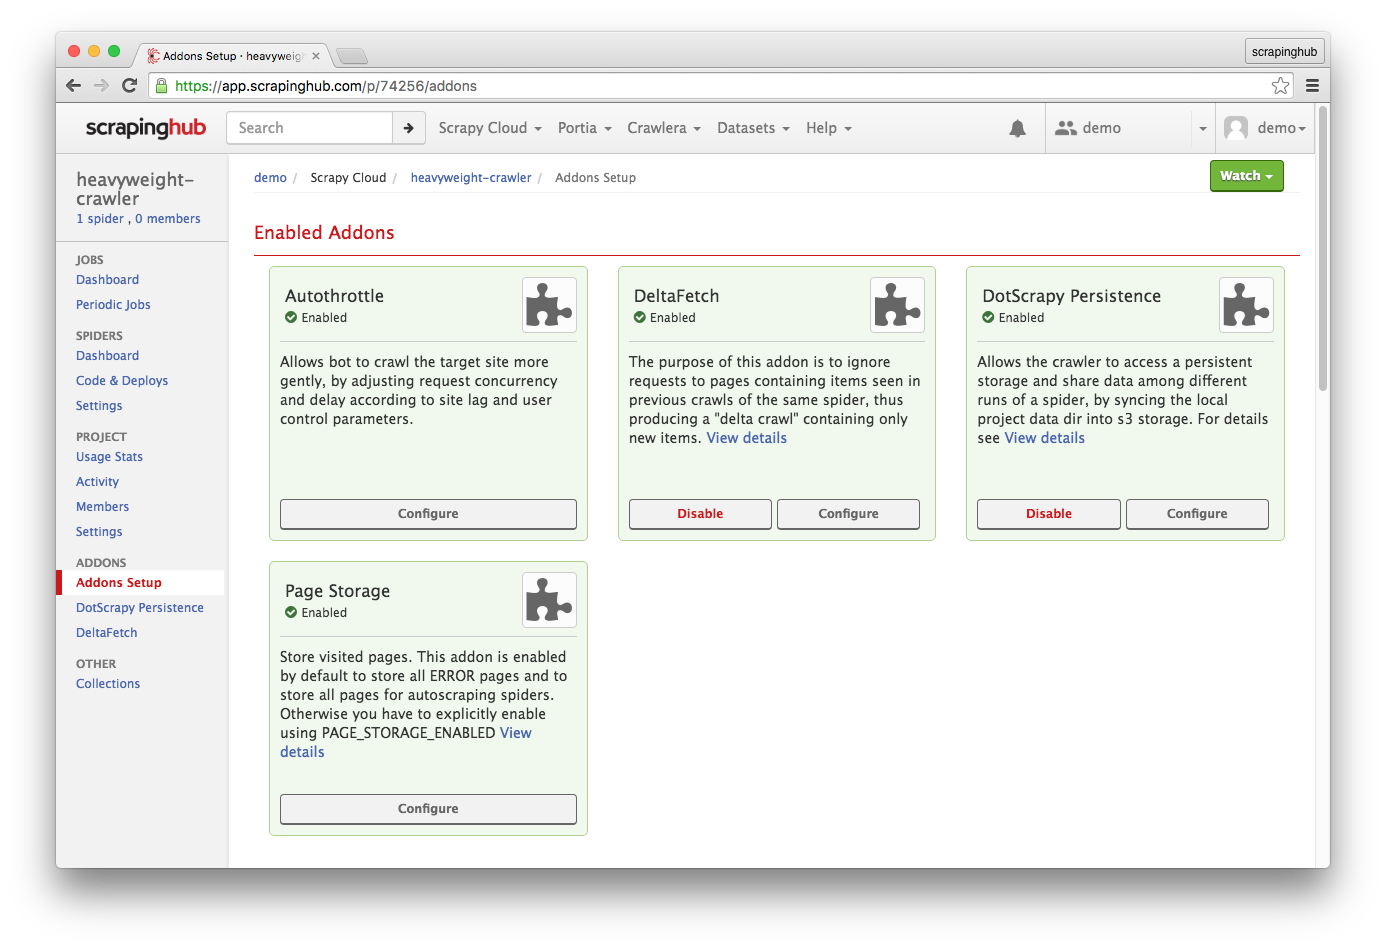 Addons Setup · heavyweig
scrapinghub
https://app.scrapinghub.com/p/74256/addons
scrapinghub
Search
Scrapy Cloud
Portia
Crawlera
Datasets
Help
demo
demo
heavyweight-
crawler
1 spider , 0 members
JOBS
Dashboard
Periodic Jobs
SPIDERS
Dashboard
Code & Deploys
Settings
PROJECT
Usage Stats
Activity
Members
Settings
ADDONS
Addons Setup
DotScrapy Persistence
DeltaFetch
OTHER
Collections
demo / Scrapy Cloud / heavyweight-crawler / Addons Setup
Watch
Enabled Addons
Autothrottle
Enabled
Allows bot to crawl the target site more
gently, by adjusting request concurrency
and delay according to site lag and user
control parameters.
Configure
DeltaFetch
Enabled
The purpose of this addon is to ignore
requests to pages containing items seen in
previous crawls of the same spider, thus
producing a "delta crawl" containing only
new items. View details
Disable
Configure
DotScrapy Persistence
Enabled
Allows the crawler to access a persistent
storage and share data among different
runs of a spider, by syncing the local
project data dir into s3 storage. For details
see View details
Disable
Configure
Page Storage
Enabled
Store visited pages. This addon is enabled
by default to store all ERROR pages and to
store all pages for autoscraping spiders.
Otherwise you have to explicitly enable
using PAGE_STORAGE_ENABLED View
details
Configure